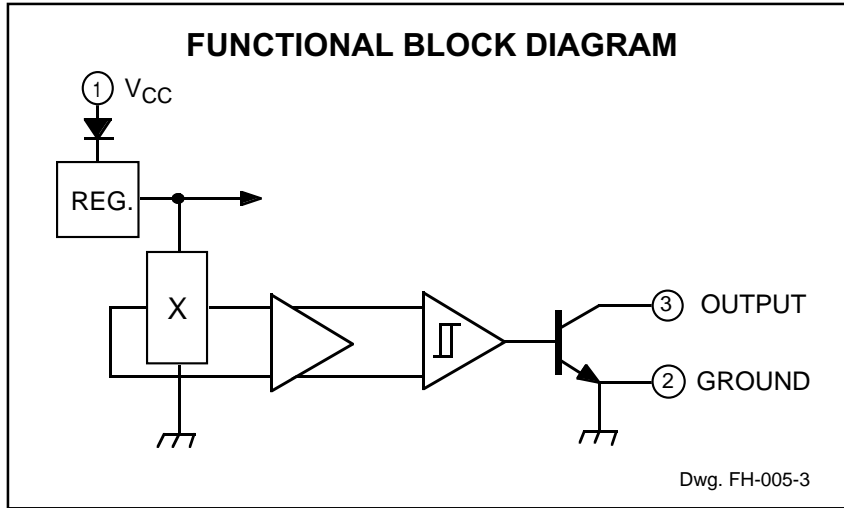 FUNCTIONAL BLOCK DIAGRAM
1 VCC
REG.
X
3 OUTPUT
2 GROUND
Dwg. FH-005-3